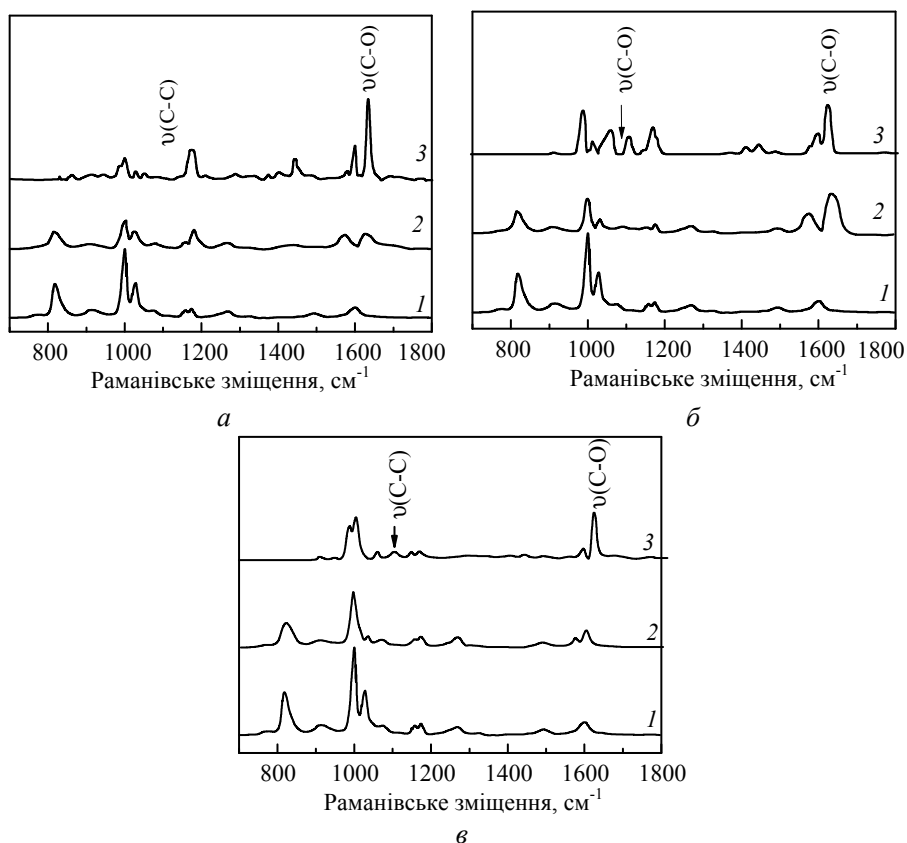 υ(C-C)
υ(C-O)
3
2
1
800 1000 1200 1400 1600 1800
Раманівське зміщення, см-1
а
υ(C-O)
υ(C-O)
3
2
1
800 1000 1200 1400 1600 1800
Раманівське зміщення, см-1
б
υ(C-C)
υ(C-O)
3
2
1
800 1000 1200 1400 1600 1800
Раманівське зміщення, см-1
в